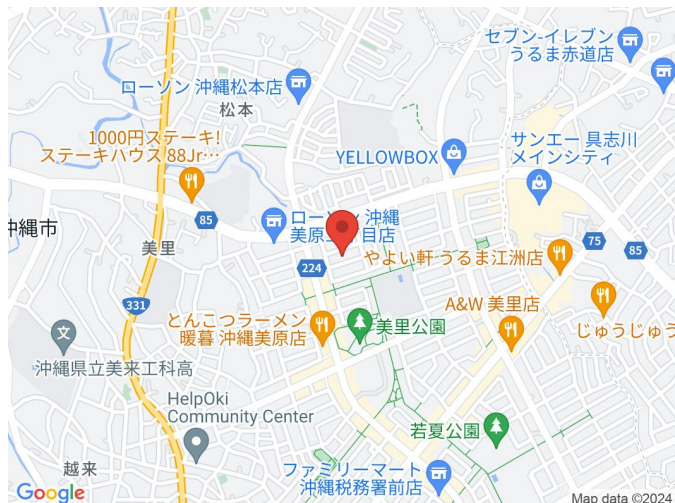 セブン-イレブン
うるま赤道店
ローソン 沖縄松本店
松本
1000円ステーキ!
ステーキハウス 88Jr…
YELLOWBOX
サンエー 具志川
メインシティ
85
ローソン 沖縄
美原
目店
沖縄市
美里
224
やよい軒 うるま江洲店
75
85
331
A&W 美里店
とんこつラーメン
暖暮 沖縄美原店
美里公園
じゅうじゅう
沖縄県立美来工科高
HelpOki
Community Center
若夏公園
越来
ファミリーマート
沖縄税務署前店
Google
Map data ©2024